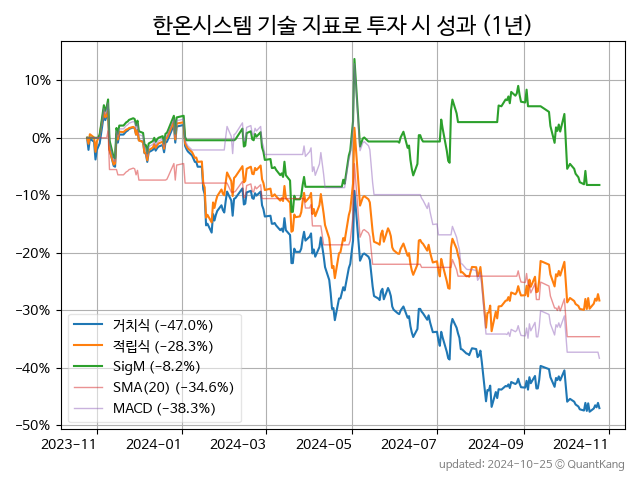 한온시스템 기술 지표로 투자 시 성과 (1년)
10%
0%
−10%
−20%
−30%
−40%
−50%
거치식 (−47.0%)
적립식 (−28.3%)
SigM (−8.2%)
SMA(20) (−34.6%)
MACD (−38.3%)
2023−11 2024−01 2024−03 2024−05 2024−07 2024−09 2024−11
updated: 2024−10−25 © QuantKang